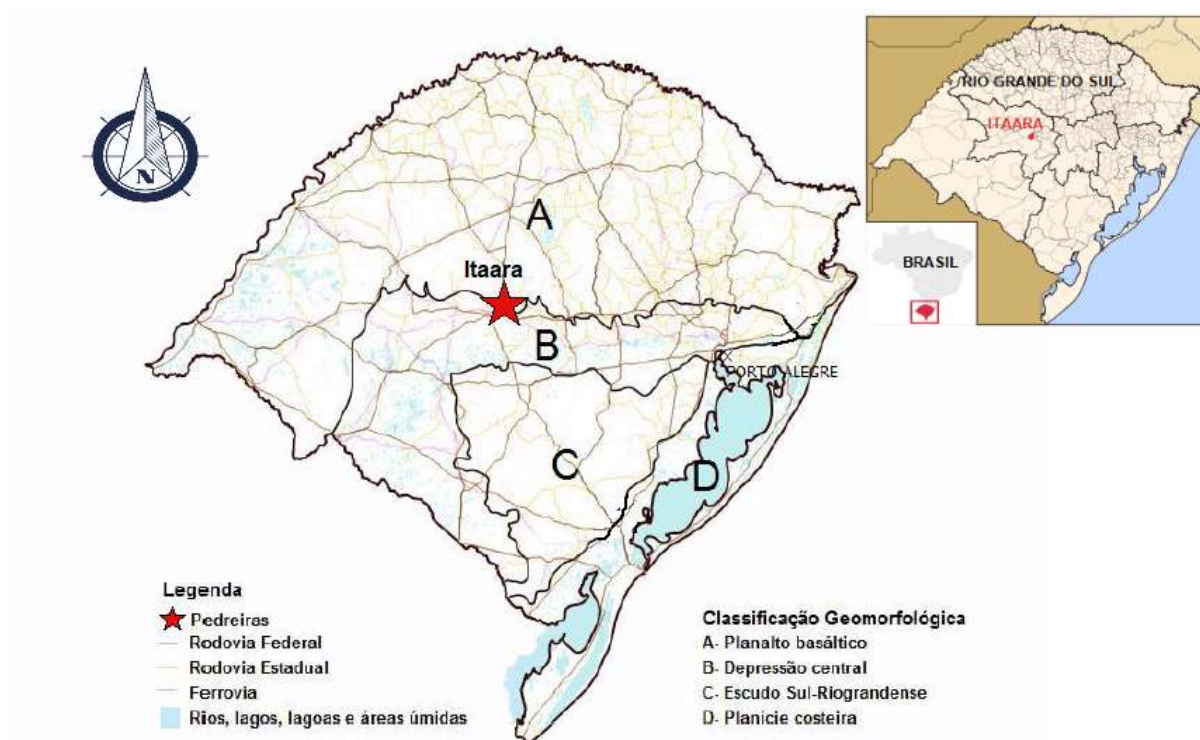 RIO GRANDE DO SUL
ITAARA
BRASIL
N
A
Itaara
B
PORTO ALEGRE
C
D
Legenda
Pedreiras
Rodovia Federal
Rodovia Estadual
Ferrovia
Rios, lagos, lagoas e áreas úmidas
Classificação Geomorfológica
A- Planalto basáltico
B- Depressão central
C- Escudo Sul-Riograndense
D- Planície costeira